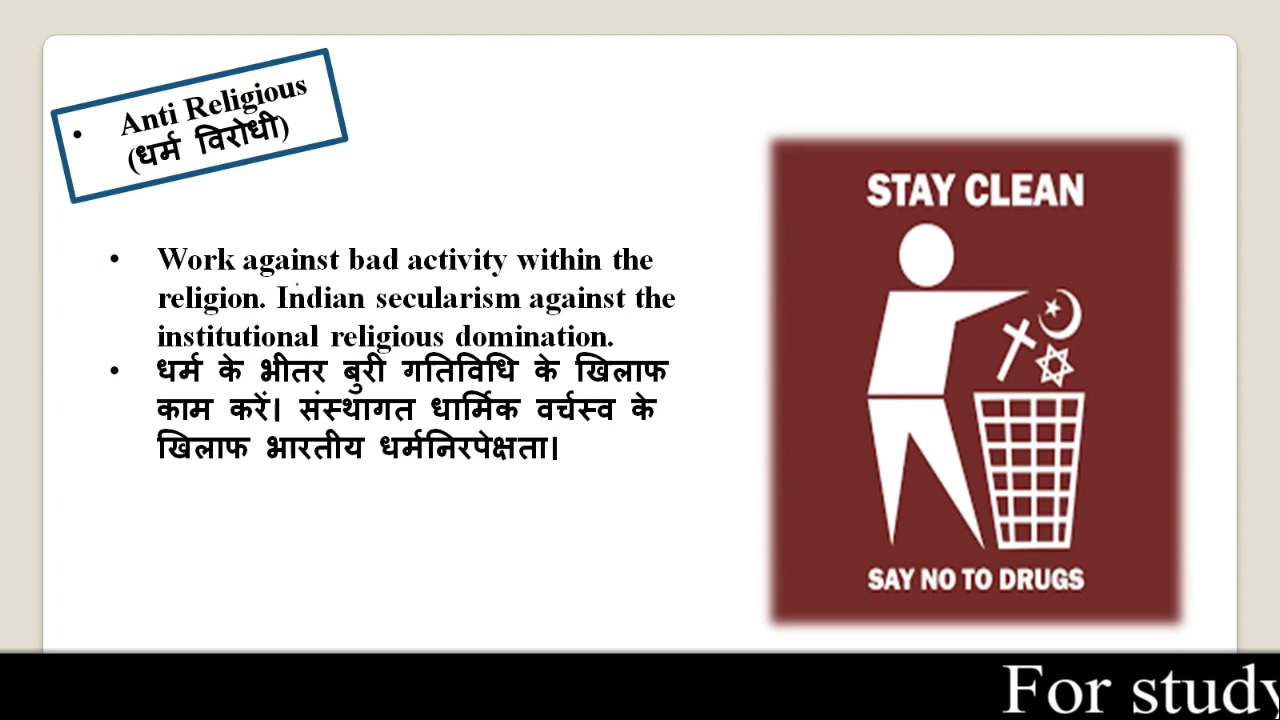 • Anti Religious
(धर्म विरोधी)
• Work against bad activity within the
religion. Indian secularism against the
institutional religious domination.
• धर्म के भीतर बुरी गतिविधि के खिलाफ
काम करें। संस्थागत धार्मिक वर्चस्व के
खिलाफ भारतीय धर्मनिरपेक्षता।
STAY CLEAN
SAY NO TO DRUGS
For study